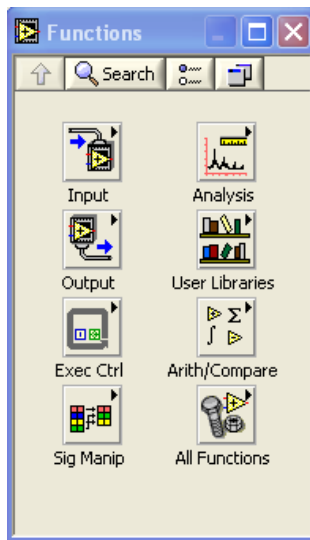 Functions
Search
Input
Analysis
Output
User Libraries
Exec Ctrl
Arith/Compare
Sig Manip
All Functions